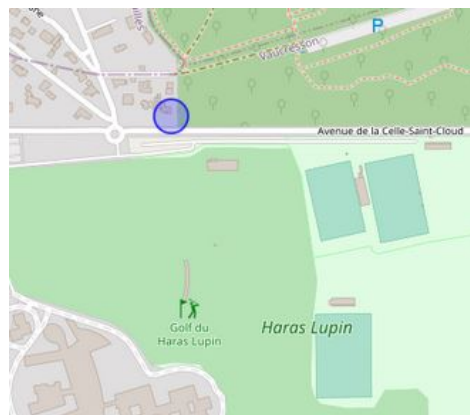 P
Vaucresson
Avenue de la Celle-Saint-Cloud
Golf du
Haras Lupin
Haras Lupin